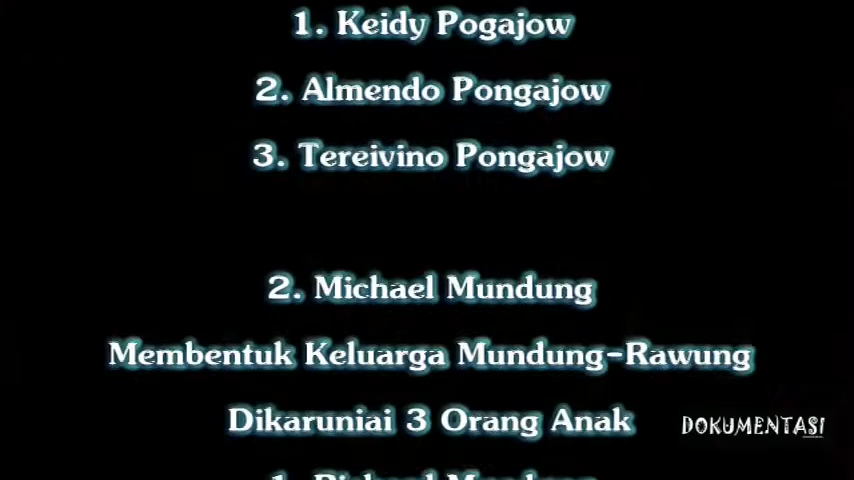 1. Keidy Pogajow
2. Almendo Pongajow
3. Tereivino Pongajow
2. Michael Mundung
Membentuk Keluarga Mundung-Rawung
Dikaruniai 3 Orang Anak
DOKUMENTASI
1.